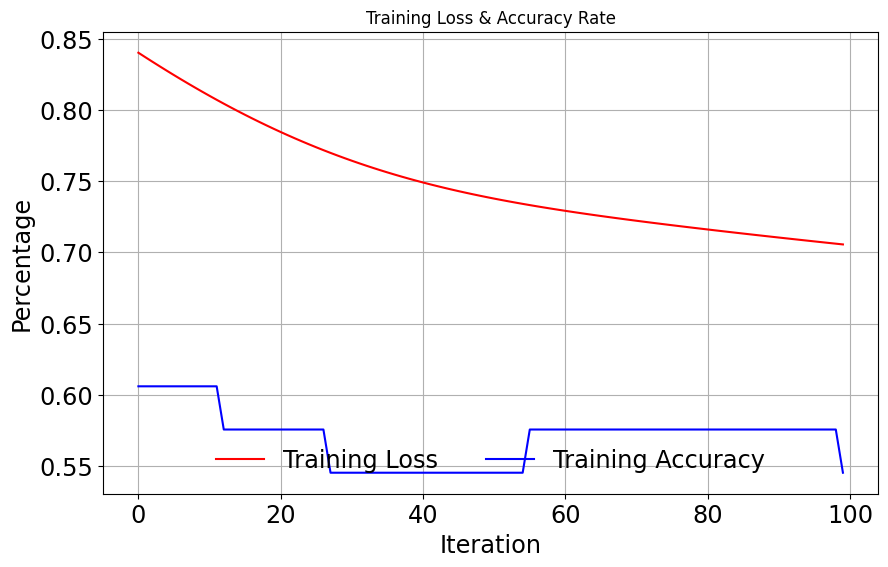 Training Loss & Accuracy Rate
0.85
0.80
0.75
0.70
0.65
0.60
0.55
Percentage
Training Loss Training Accuracy
0 20 40 60 80 100
Iteration